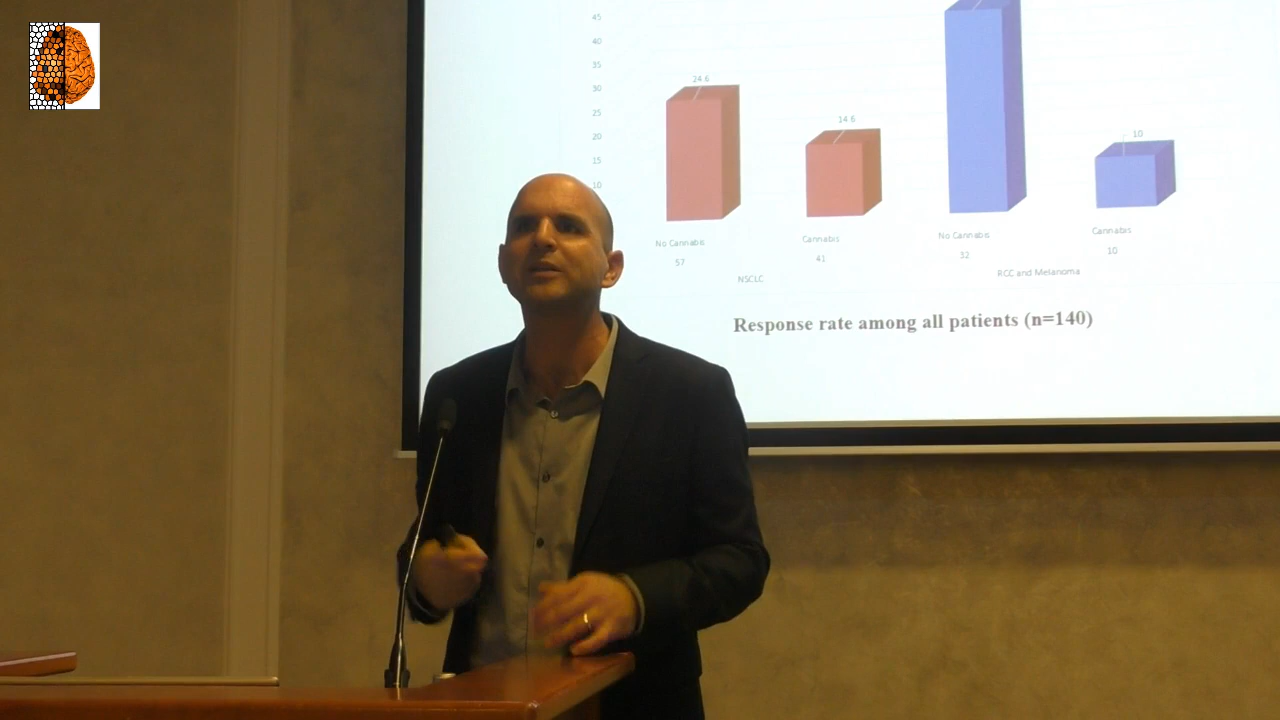 45
40
35
30
25
20
15
10
24.6
14.6
10
No Cannabis
Cannabis
No Cannabis
Cannabis
57
41
32
10
NSCLC
RCC and Melanoma
Response rate among all patients (n=140)